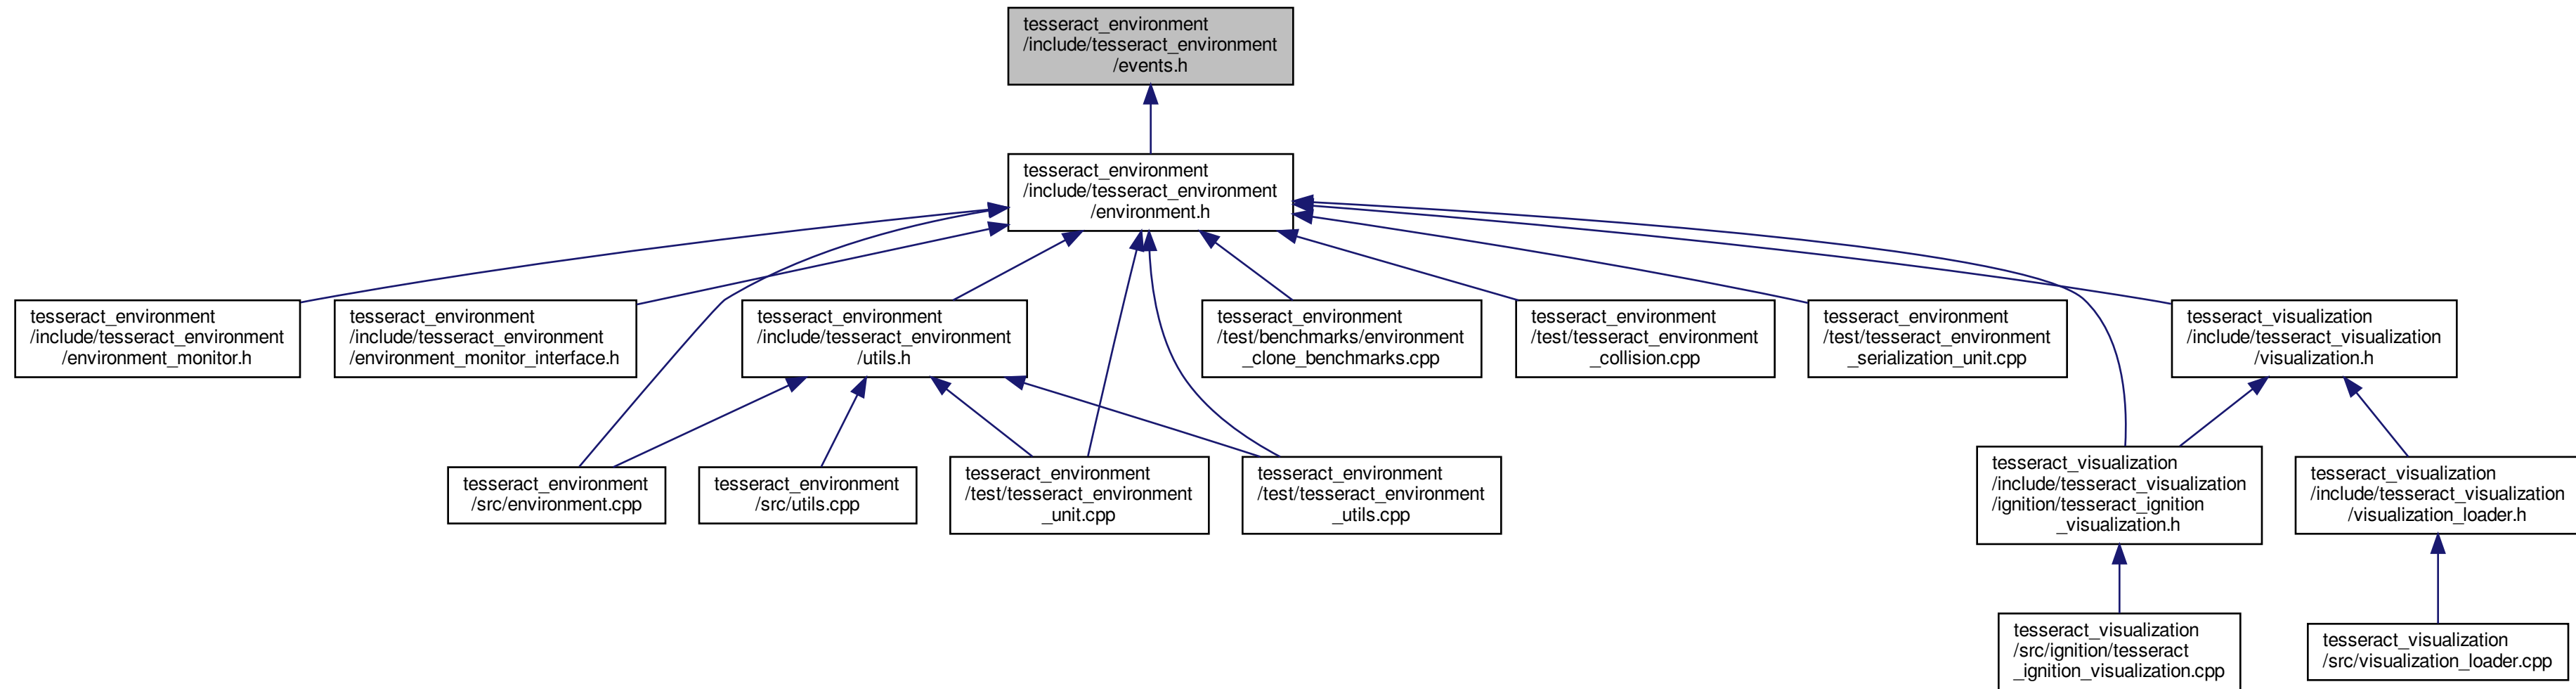 tesseract_environment
/include/tesseract_environment
/events.h
tesseract_environment
/include/tesseract_environment
/environment.h
tesseract_environment
/include/tesseract_environment
/environment_monitor.h
tesseract_environment
/include/tesseract_environment
/environment_monitor_interface.h
tesseract_environment
/include/tesseract_environment
/utils.h
tesseract_environment
/test/benchmarks/environment
_clone_benchmarks.cpp
tesseract_environment
/test/tesseract_environment
_collision.cpp
tesseract_environment
/test/tesseract_environment
_serialization_unit.cpp
tesseract_visualization
/include/tesseract_visualization
/visualization.h
tesseract_environment
/src/environment.cpp
tesseract_environment
/src/utils.cpp
tesseract_environment
/test/tesseract_environment
_unit.cpp
tesseract_environment
/test/tesseract_environment
_utils.cpp
tesseract_visualization
/include/tesseract_visualization
/ignition/tesseract_ignition
_visualization.h
tesseract_visualization
/include/tesseract_visualization
/visualization_loader.h
tesseract_visualization
/src/ignition/tesseract
_ignition_visualization.cpp
tesseract_visualization
/src/visualization_loader.cpp